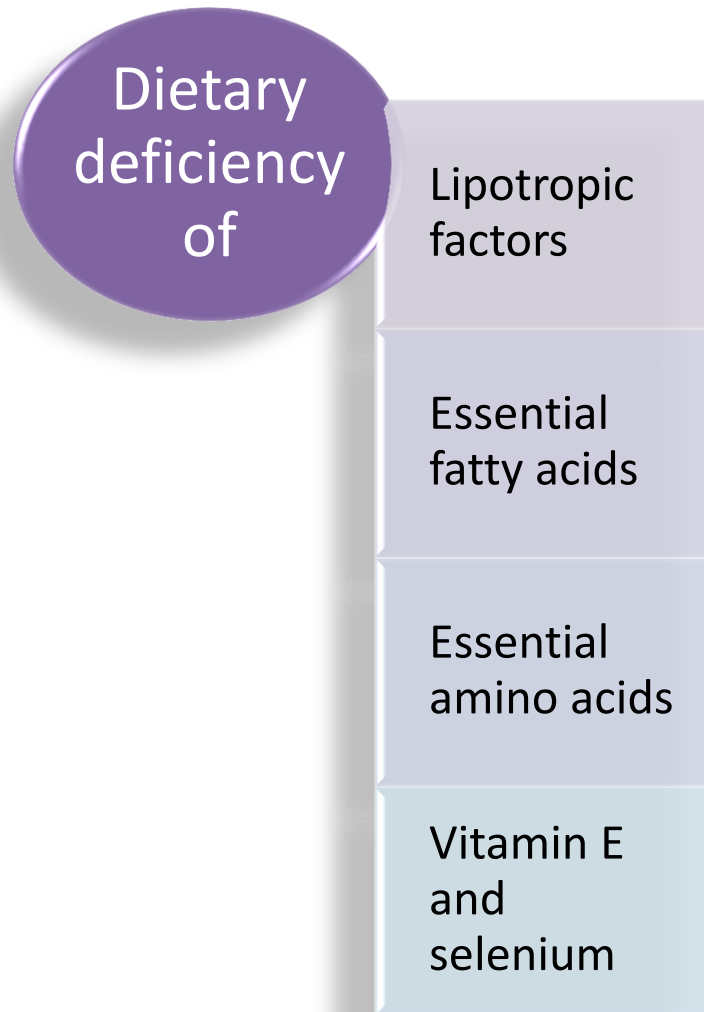 Dietary
deficiency
of
Lipotropic
factors
Essential
fatty acids
Essential
amino acids
Vitamin E
and
selenium